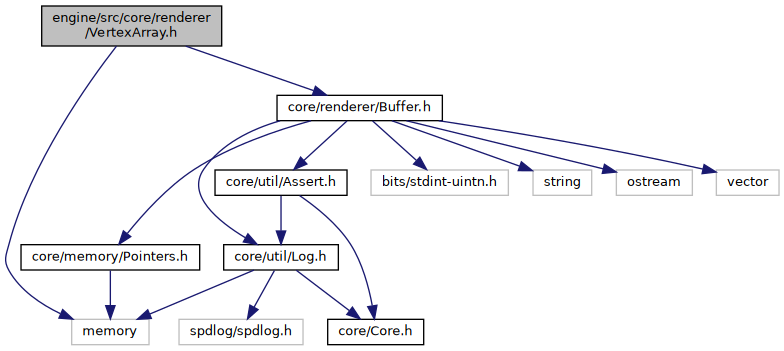 engine/src/core/renderer
/VertexArray.h
core/renderer/Buffer.h
core/util/Assert.h
bits/stdint-uintn.h
string
ostream
vector
core/memory/Pointers.h
core/util/Log.h
memory
spdlog/spdlog.h
core/Core.h